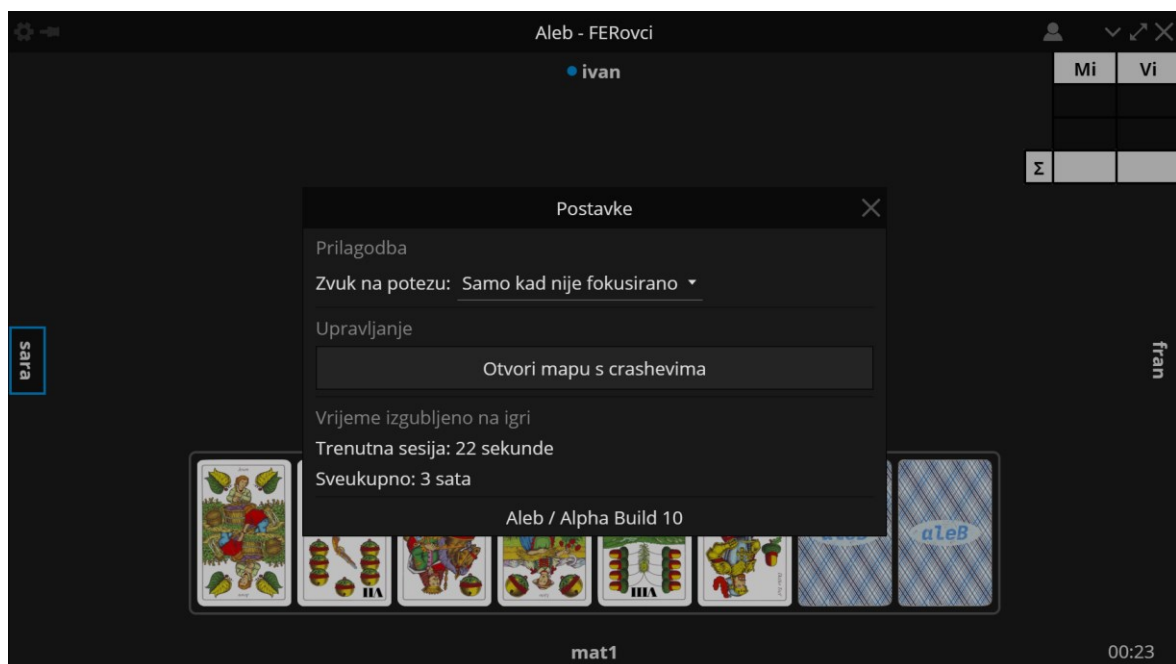 Aleb - FERovci
ivan
Mi Vi
Σ
Postavke
Prilagodba
Zvuk na potezu: Samo kad nije fokusirano
Upravljanje
Otvori mapu s crashevima
sara
fran
Vrijeme izgubljeno na igri
Trenutna sesija: 22 sekunde
Sveukupno: 3 sata
Aleb / Alpha Build 10
aleB
VII
VIII
mat1
00:23